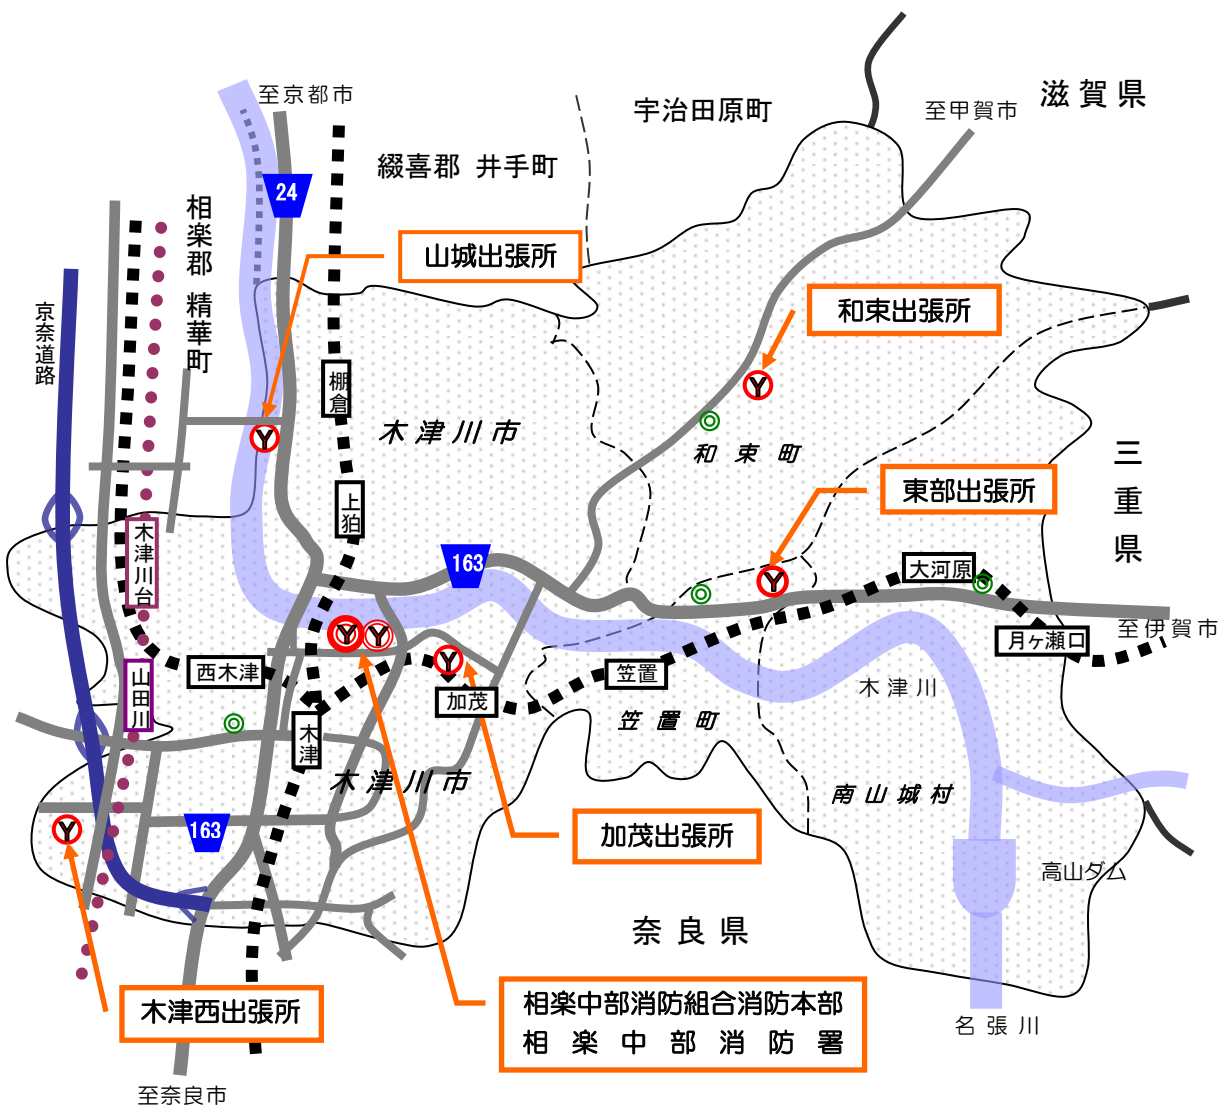 滋賀県
至京都市
宇治田原町
至甲賀市
綴喜郡 井手町
24
相楽郡 精華町
山城出張所
和束出張所
京奈道路
棚倉
木津川市
和束町
三重県
東部出張所
上狛
木津川台
163
大河原
至伊賀市
月ヶ瀬口
西木津
山田川
加茂
笠置
木津川
笠置町
木津
木津川市
南山城村
163
加茂出張所
高山ダム
奈良県
木津西出張所
相楽中部消防組合消防本部
相楽中部消防署
名張川
至奈良市